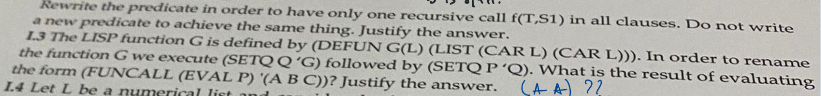 Rewrite the predicate in order to have only one recursive call f(T,S1) in all clauses. Do not write
a new predicate to achieve the same thing. Justify the answer.
1.3 The LISP function G is defined by (DEFUN G(L) (LIST (CAR L) (CAR L))). In order to rename
the function G we execute (SETQ Q 'G) followed by (SETQ P 'Q). What is the result of evaluating
the form (FUNCALL (EVAL P) '(A B C))? Justify the answer. (A A) ??
1.4 Let L be a numerical list and